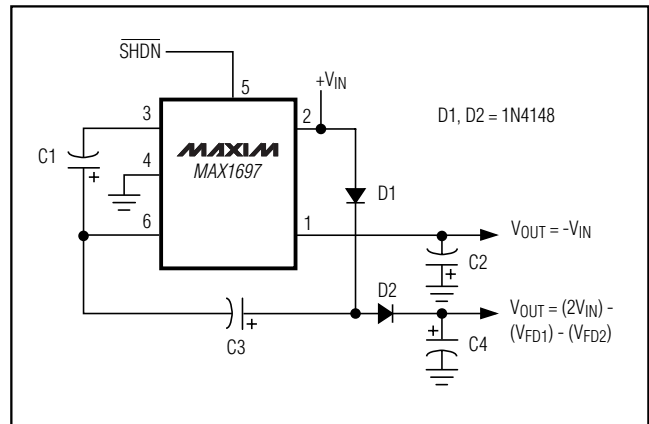 SHDN
5
+VIN
3
2
D1, D2 = 1N4148
C1
+
4
MAXIM
MAX1697
D1
6
1
VOUT = -VIN
C2
+
D2
+
C3
+
C4
VOUT = (2VIN) -
(VFD1) - (VFD2)